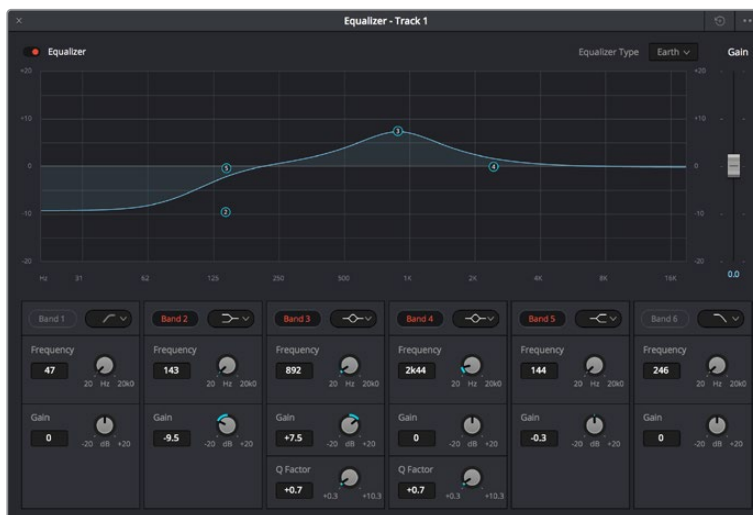 Equalizer - Track 1
Equalizer
Equalizer Type
Earth
Gain
+20
+20
+10
+10
0
0
-10
-10
-20
-20
5
2
3
4
Hz 31 62 125 250 500 1K 2K 4K 8K 16K
0.0
Band 1
Band 2
Band 3
Band 4
Band 5
Band 6
Frequency
47
20 Hz 20k0
Frequency
143
20 Hz 20k0
Frequency
892
20 Hz 20k0
Frequency
2k44
20 Hz 20k0
Frequency
144
20 Hz 20k0
Frequency
246
20 Hz 20k0
Gain
0
-20 dB +20
Gain
-9.5
-20 dB +20
Gain
+7.5
-20 dB +20
Gain
0
-20 dB +20
Gain
-0.3
-20 dB +20
Gain
0
-20 dB +20
Q Factor
+0.7
+0.3 +10.3
Q Factor
+0.7
+0.3 +10.3